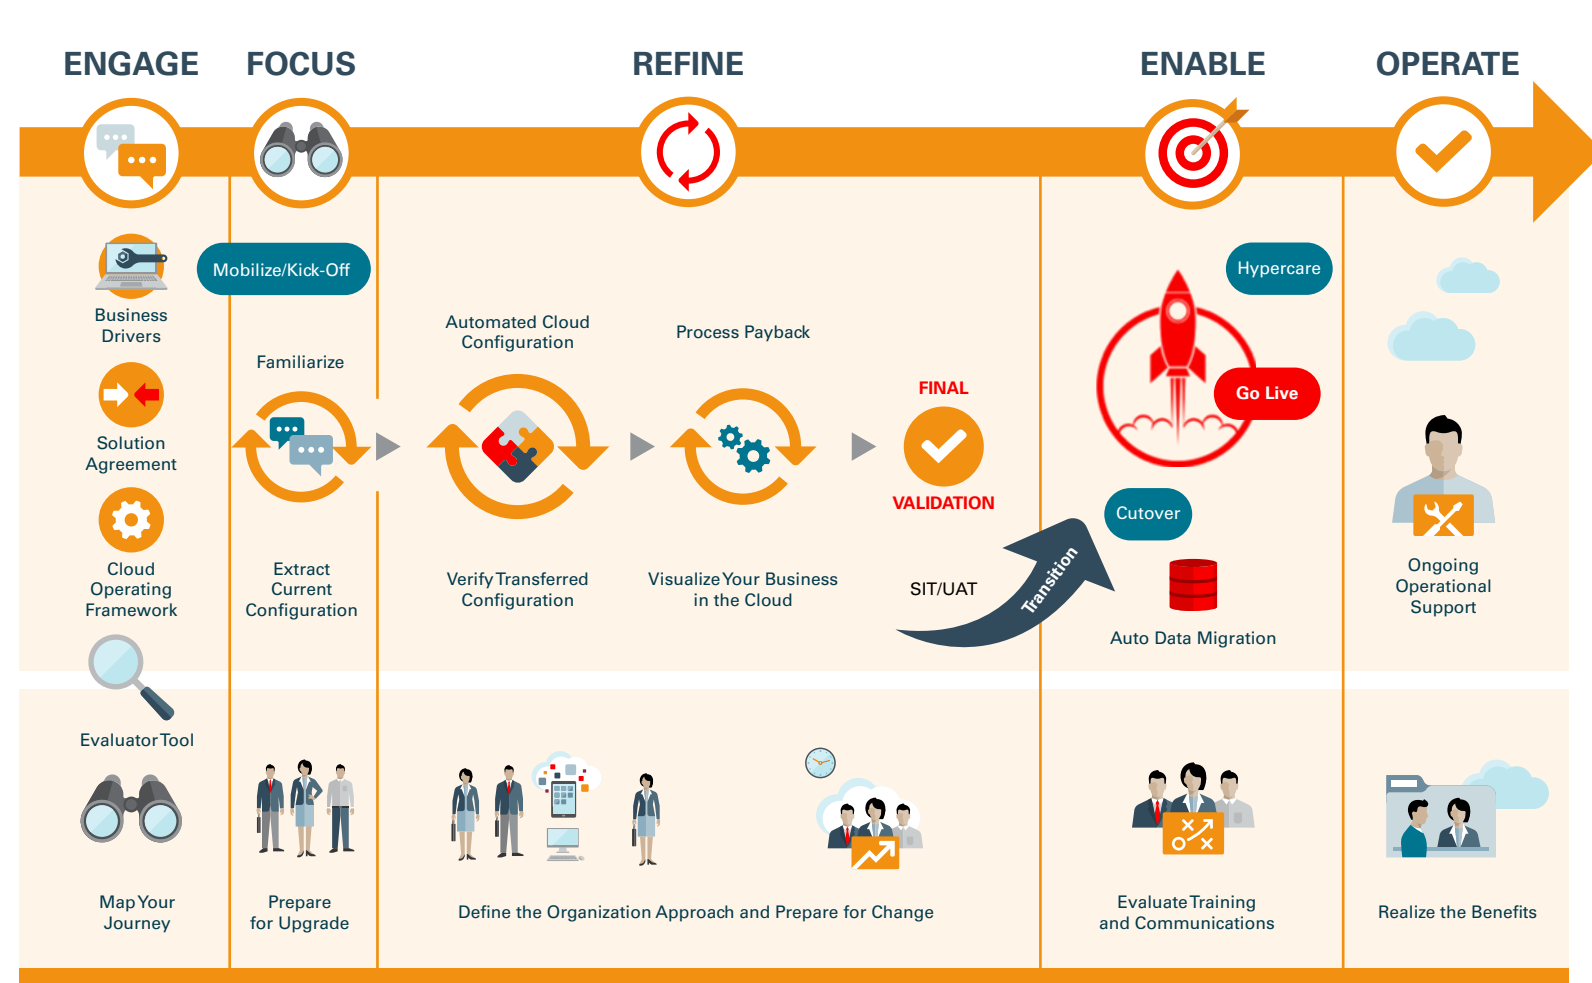 ENGAGE
FOCUS
REFINE
ENABLE
OPERATE
Business
Drivers
Solution
Agreement
Cloud
Operating
Framework
Evaluator Tool
Map Your
Journey
Mobilize/Kick-Off
Familiarize
Extract
Current
Configuration
Prepare
for Upgrade
Automated Cloud
Configuration
Verify Transferred
Configuration
Process Payback
Visualize Your Business
in the Cloud
FINAL
VALIDATION
SIT/UAT
Transition
Define the Organization Approach and Prepare for Change
Hypercare
Go Live
Cutover
Auto Data Migration
Evaluate Training
and Communications
Ongoing
Operational
Support
Realize the Benefits